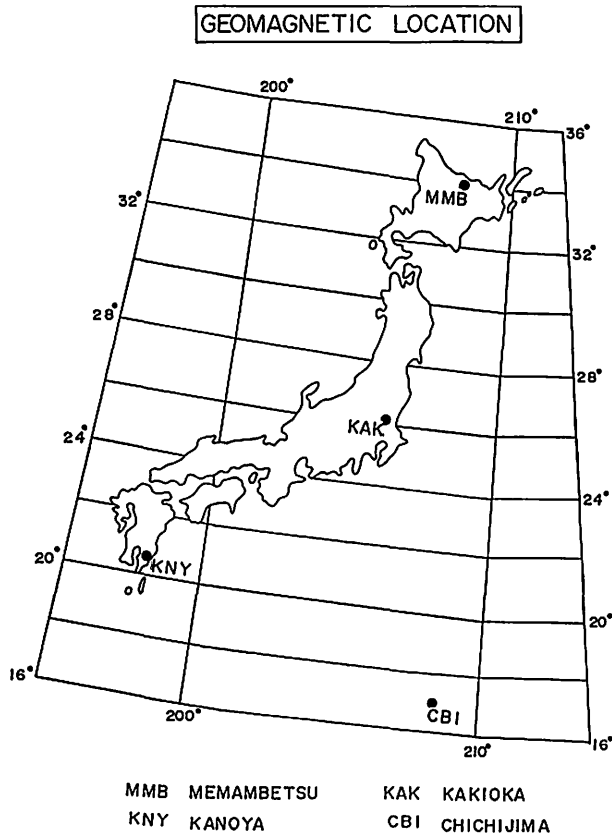 GEOMAGNETIC LOCATION
200°
210°
36°
MMB
32°
32°
28°
28°
KAK
24°
24°
20°
KNY
20°
16°
200°
CBI
210°
16°
MMB MEMAMBETSU KAK KAKIOKA
KNY KANOYA CBI CHICHIJIMA